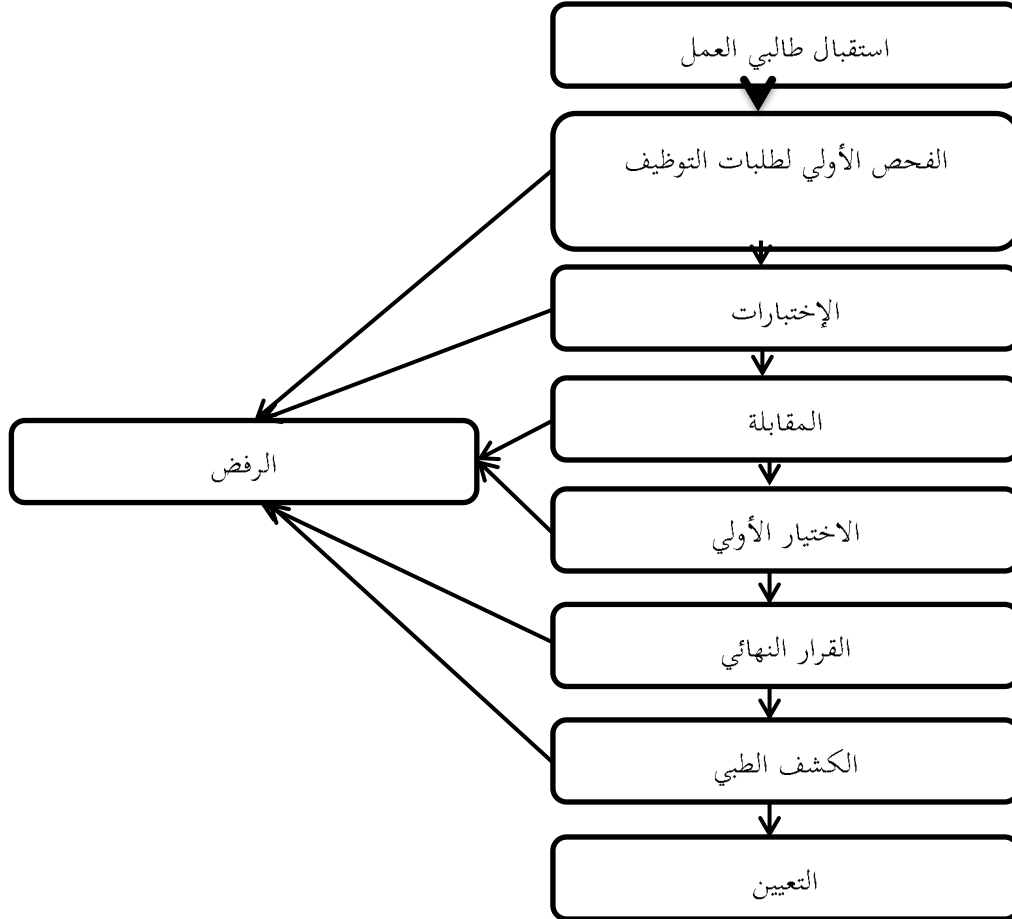 استقبال طالبي العمل
الفحص الأولي لطلبات التوظيف
الإختبارات
المقابلة
الرفض
الاختيار الأولي
القرار النهائي
الكشف الطبي
التعيين